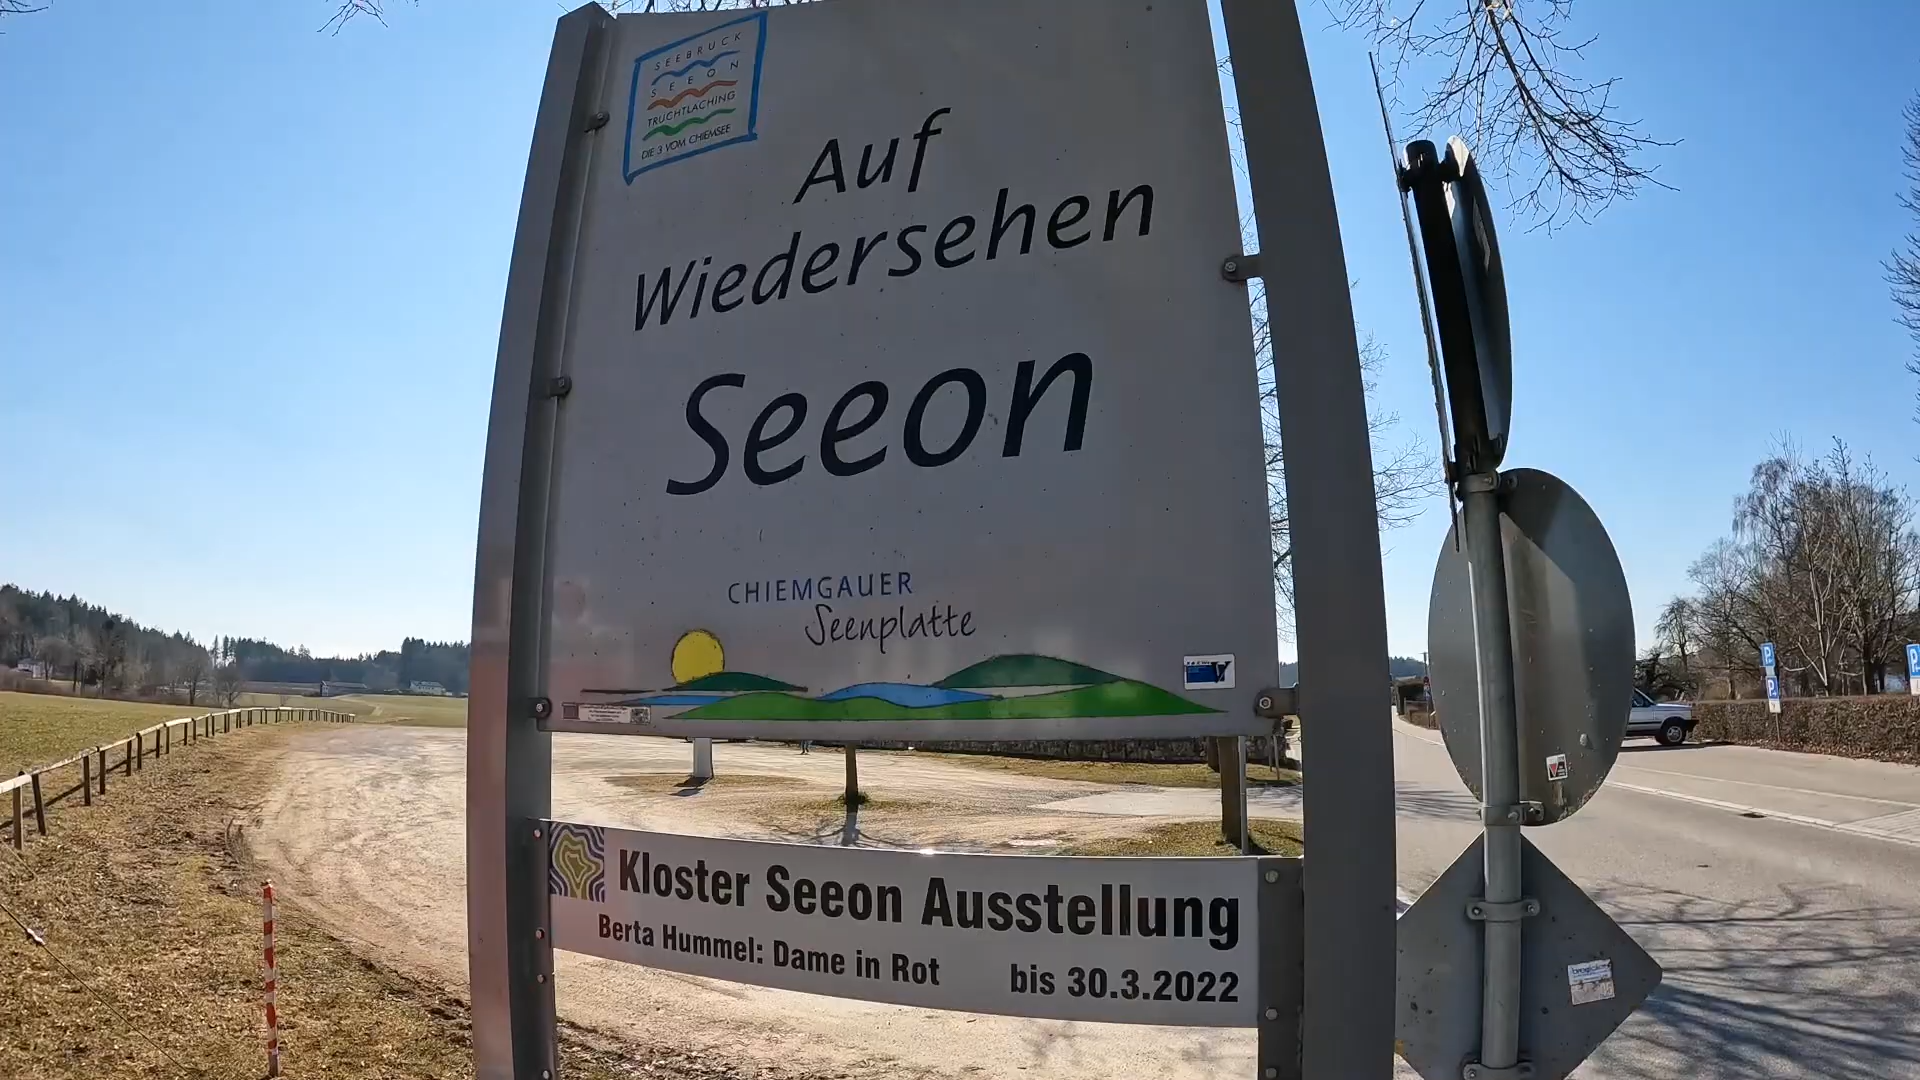 SEEBRUCK
SEEON
TRUCHTLACHING
DIE 3 VOM CHIEMSEE
Auf
Wiedersehen
Seeon
CHIEMGAUER
Seenplatte
Kloster Seeon Ausstellung
Berta Hummel: Dame in Rot bis 30.3.2022
P
P
P